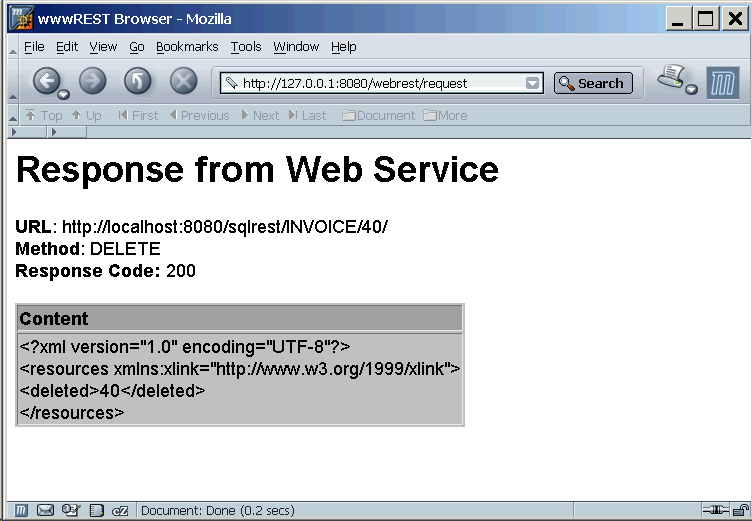 wwwREST Browser - Mozilla
File Edit View Go Bookmarks Tools Window Help
http://127.0.0.1:8080/webrest/request Search
Top Up First Previous Next Last Document More
Response from Web Service
URL: http://localhost:8080/sqlrest/INVOICE/40/
Method: DELETE
Response Code: 200
Content
<?xml version="1.0" encoding="UTF-8"?>
<resources xmlns:xlink="http://www.w3.org/1999/xlink">
<deleted>40</deleted>
</resources>
Document: Done (0.2 secs)